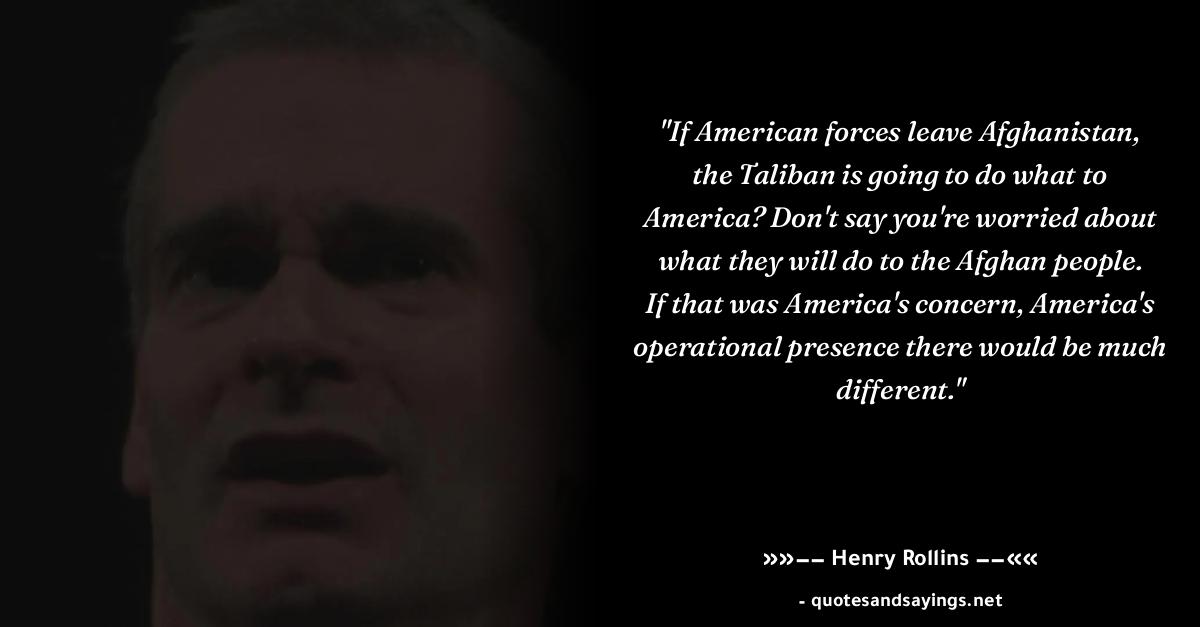 "If American forces leave Afghanistan,
the Taliban is going to do what to
America? Don't say you're worried about
what they will do to the Afghan people.
If that was America's concern, America's
operational presence there would be much
different."
»»–– Henry Rollins ––««
- quotesandsayings.net